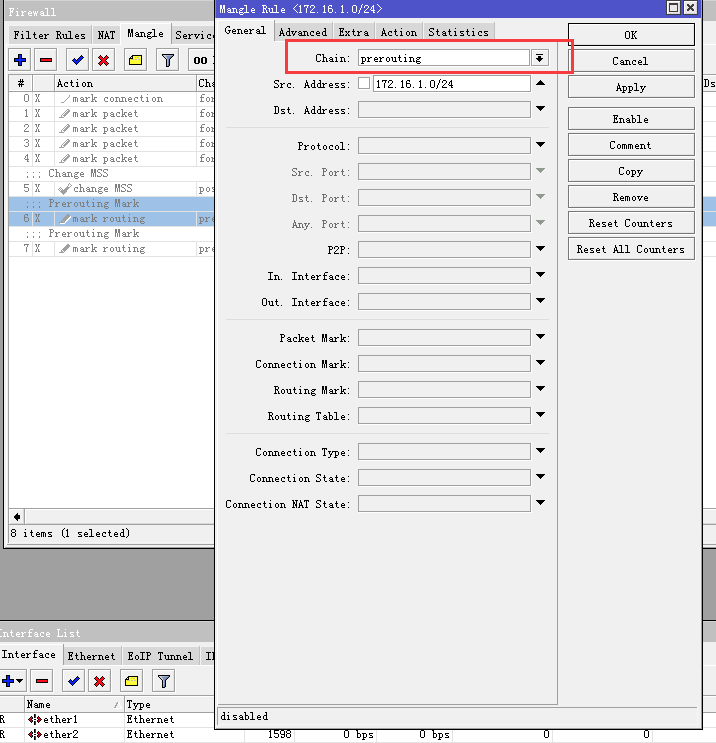 Firewall
Filter Rules NAT Mangle Service
00
# Action Cha
0 X mark connection for
1 X mark packet for
2 X mark packet for
3 X mark packet for
4 X mark packet for
;;; Change MSS
5 X change MSS pos
;;; Prerouting Mark
6 X mark routing pre
;;; Prerouting Mark
7 X mark routing pre
8 items (1 selected)
Mangle Rule <172.16.1.0/24>
General Advanced Extra Action Statistics
Chain: prerouting
Src. Address: 172.16.1.0/24
Dst. Address:
Protocol:
Src. Port:
Dst. Port:
Any. Port:
P2P:
In. Interface:
Out. Interface:
Packet Mark:
Connection Mark:
Routing Mark:
Routing Table:
Connection Type:
Connection State:
Connection NAT State:
disabled
OK
Cancel
Apply
Enable
Comment
Copy
Remove
Reset Counters
Reset All Counters
Ds
Interface List
Interface Ethernet EoIP Tunnel
Name Type
R ether1 Ethernet
R ether2 Ethernet 1598 0 bps 0 bps 0 0